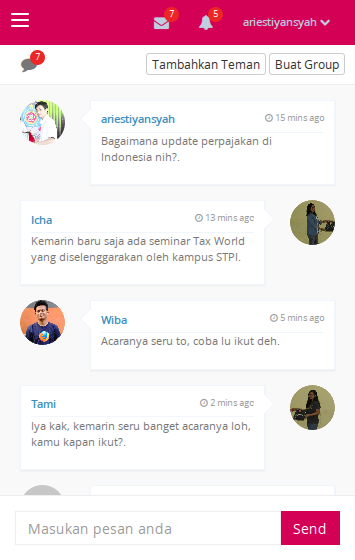 7
5
ariestiyansyah
7
Tambahkan Teman
Buat Group
ariestiyansyah
15 mins ago
Bagaimana update perpajakan di
Indonesia nih?.
Icha
13 mins ago
Kemarin baru saja ada seminar Tax World
yang diselenggarakan oleh kampus STPI.
Wiba
5 mins ago
Acaranya seru to, coba lu ikut deh.
Tami
2 mins ago
Iya kak, kemarin seru banget acaranya loh,
kamu kapan ikut?.
Masukan pesan anda
Send